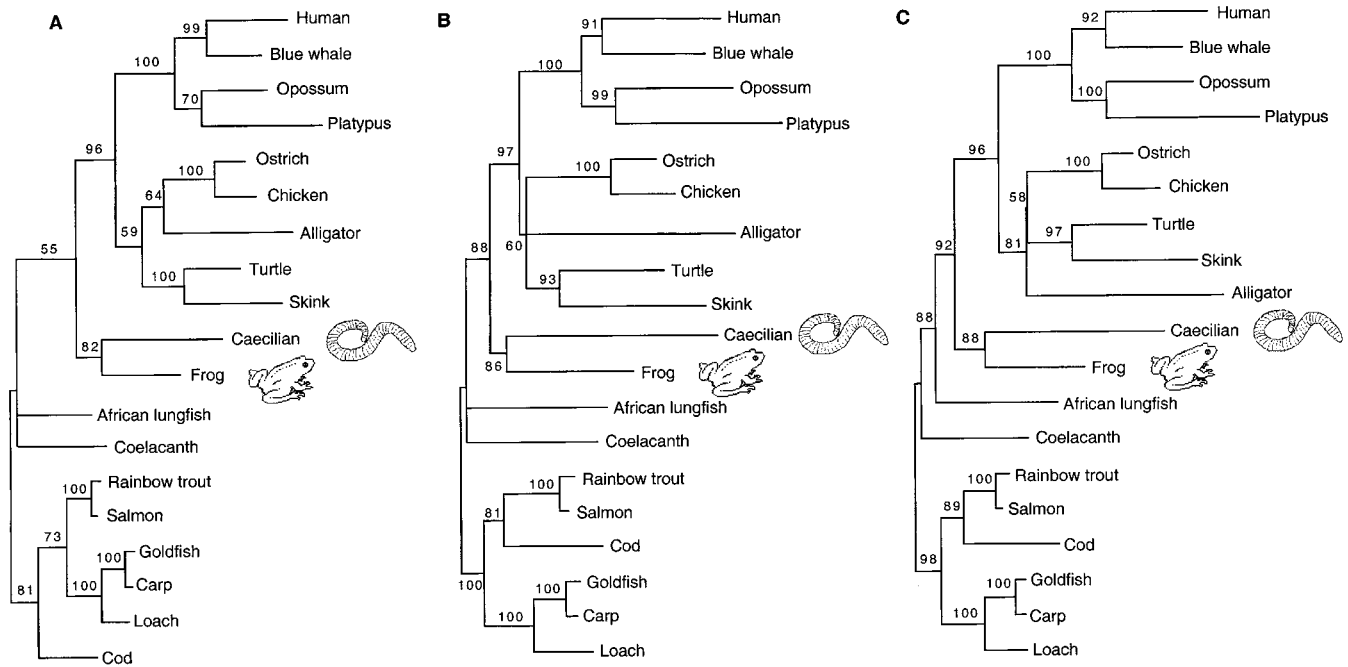 A
99
Human
Blue whale
100
Opossum
70
Platypus
96
Ostrich
100
Chicken
64
Alligator
59
Turtle
100
Skink
55
Caecilian
82
Frog
African lungfish
Coelacanth
Rainbow trout
100
Salmon
73
Goldfish
100
Carp
100
Loach
81
Cod
B
91
Human
Blue whale
100
Opossum
99
Platypus
97
Ostrich
100
Chicken
Alligator
60
Turtle
93
Skink
88
Caecilian
86
Frog
African lungfish
Coelacanth
Rainbow trout
100
Salmon
81
Cod
100
Goldfish
100
Carp
100
Loach
C
92
Human
Blue whale
100
Opossum
100
Platypus
96
Ostrich
100
Chicken
58
Turtle
97
Skink
81
Alligator
92
Caecilian
88
Frog
88
African lungfish
Coelacanth
Rainbow trout
100
Salmon
89
Cod
98
Goldfish
100
Carp
100
Loach